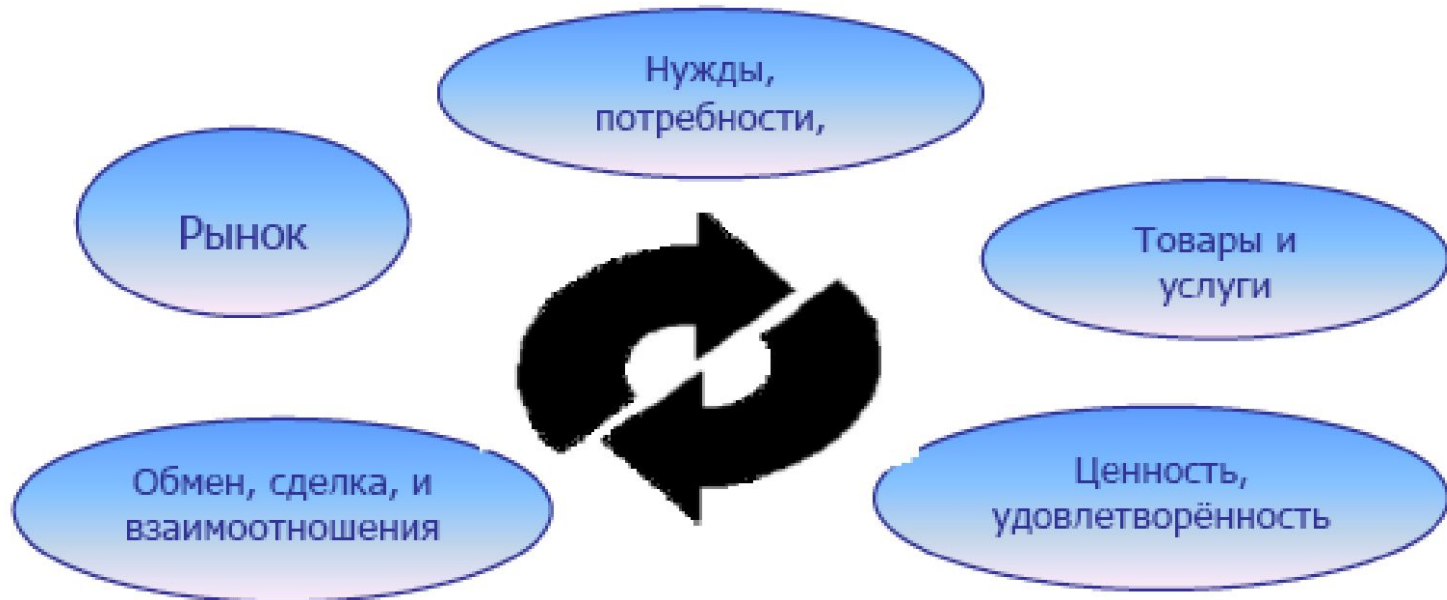 Нужды,
потребности,
Рынок
Товары и
услуги
Обмен, сделка, и
взаимоотношения
Ценность,
удовлетворённость